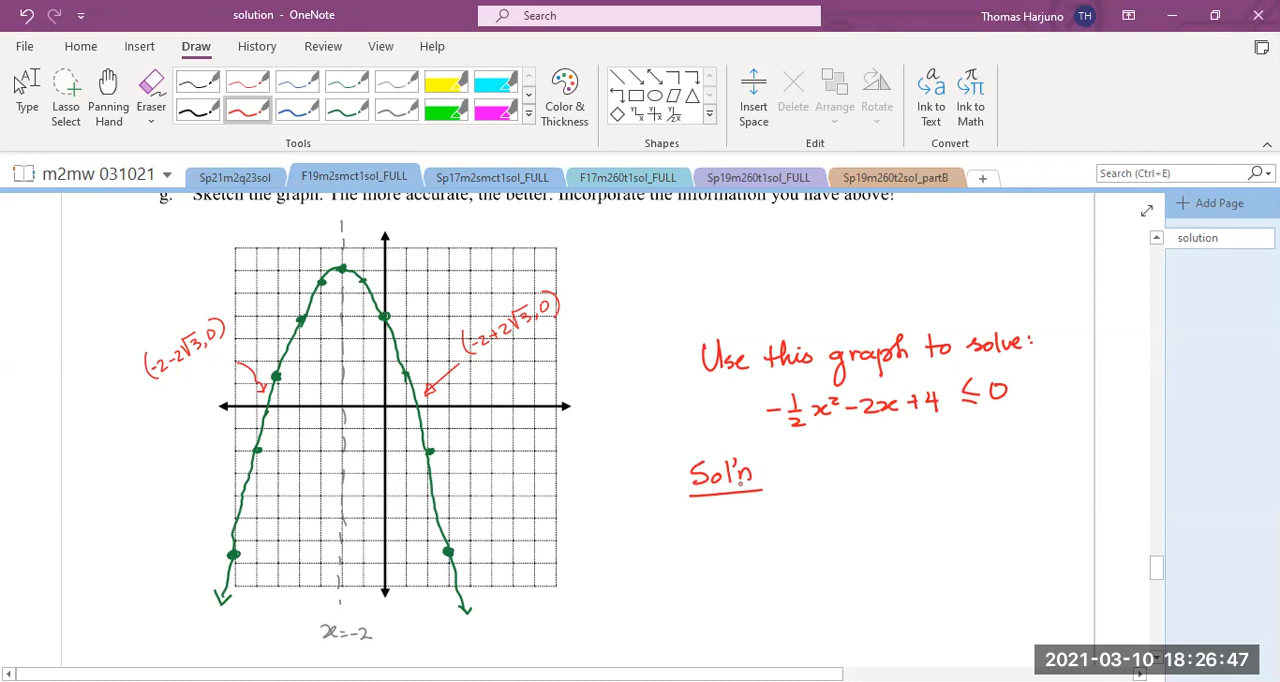 solution - OneNote
Search
Thomas Harjuno
TH
File
Home
Insert
Draw
History
Review
View
Help
Type
Lasso Select
Panning Hand
Eraser
Color & Thickness
Insert Space
Delete
Arrange
Rotate
Ink to Text
Ink to Math
Tools
Shapes
Edit
Convert
m2mw 031021
Sp21m2q23sol
F19m2smct1sol_FULL
Sp17m2smct1sol_FULL
F17m260t1sol_FULL
Sp19m260t1sol_FULL
Sp19m260t2sol_partB
Search (Ctrl+E)
Add Page
solution
g. Sketch the graph. The more accurate, the better. Incorporate the information you have above!
(-2-2√3,0)
(-2+2√3,0)
x=-2
Use this graph to solve:
-1/2 x² - 2x + 4 ≤ 0
Sol'n
2021-03-10 18:26:47